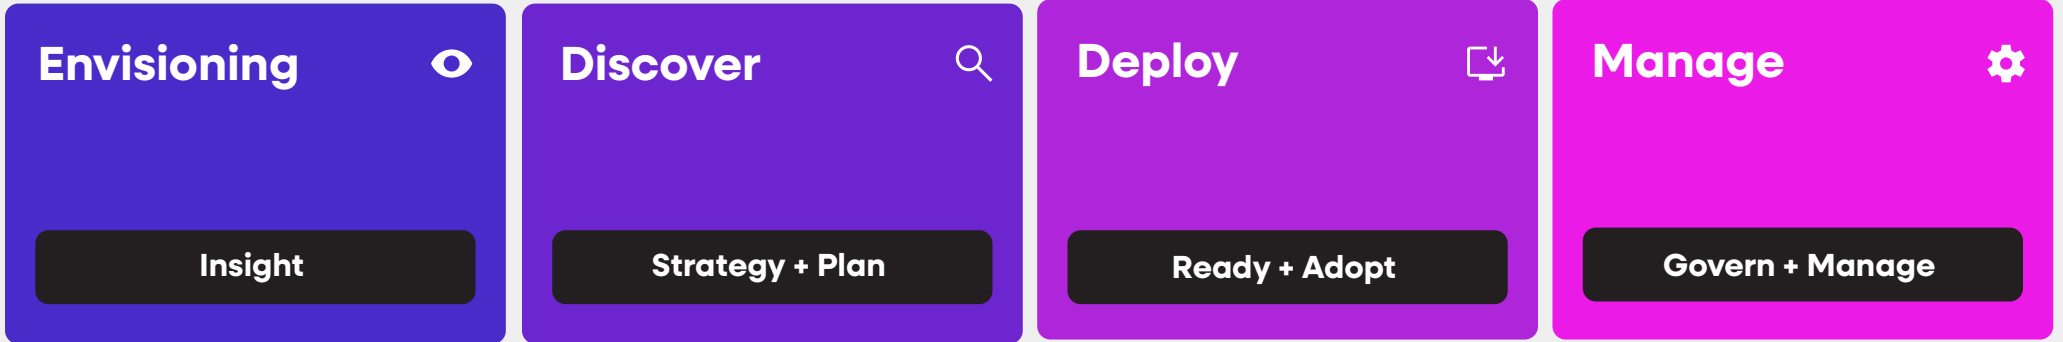 Envisioning
Insight
Discover
Strategy + Plan
Deploy
Ready + Adopt
Manage
Govern + Manage